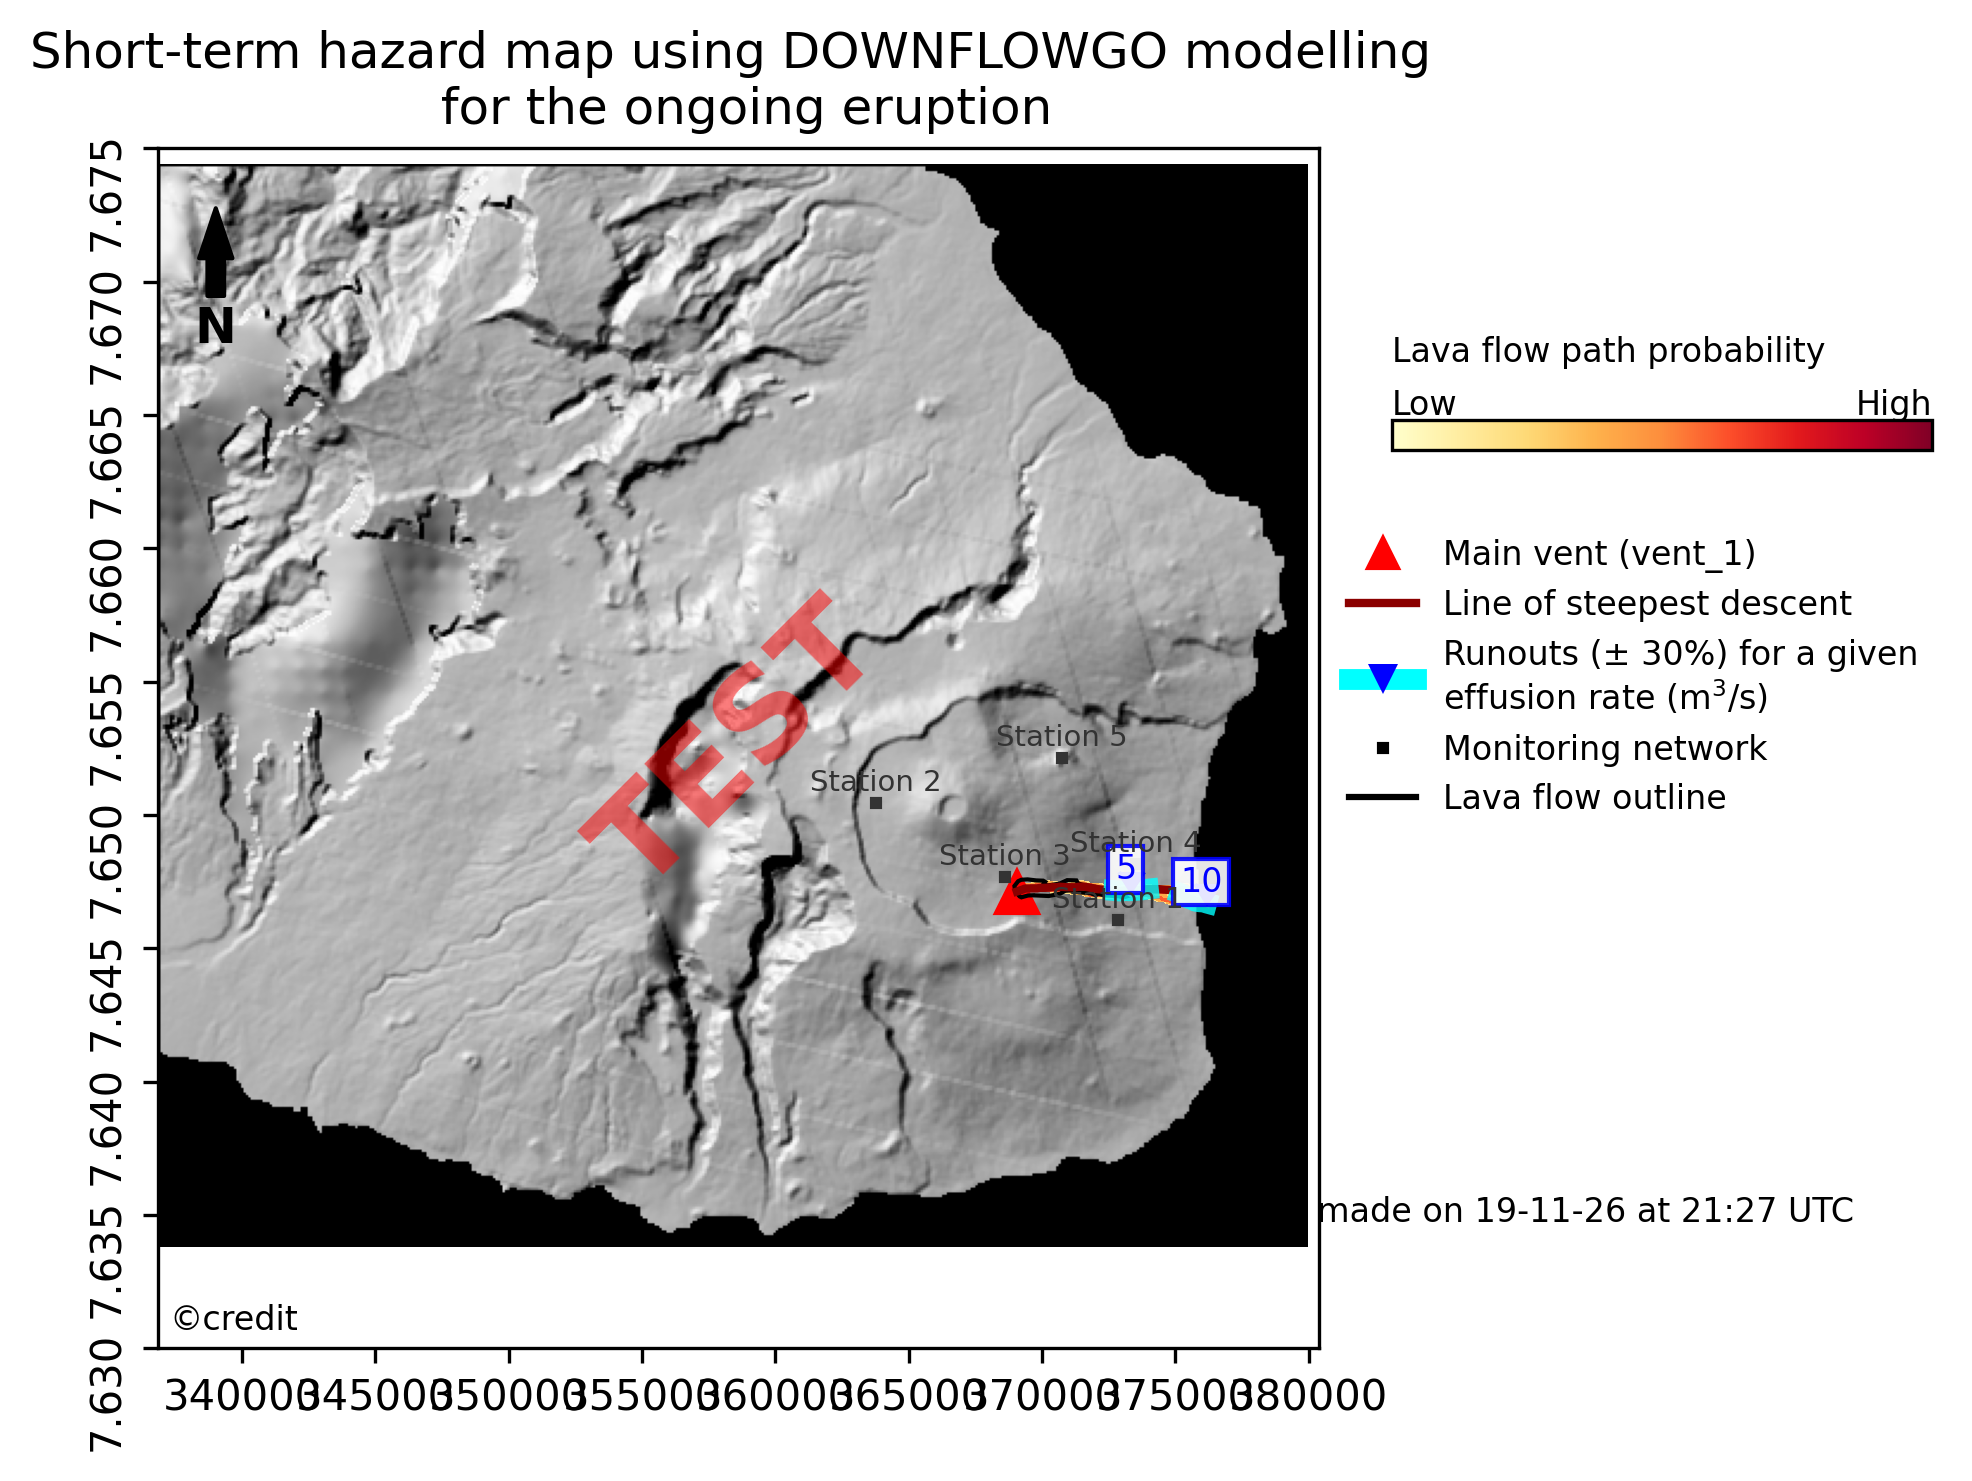 Short-term hazard map using DOWNFLOWGO modelling
for the ongoing eruption
7.675
7.670
7.665
7.660
7.655
7.650
7.645
7.640
7.635
7.630
N
TEST
Station 5
Station 2
Station 4
Station 3
5
10
Station 1
©credit
340000
345000
350000
355000
360000
365000
370000
375000
380000
Lava flow path probability
Low High
Main vent (vent_1)
Line of steepest descent
Runouts (± 30%) for a given
effusion rate (m³/s)
Monitoring network
Lava flow outline
made on 19-11-26 at 21:27 UTC